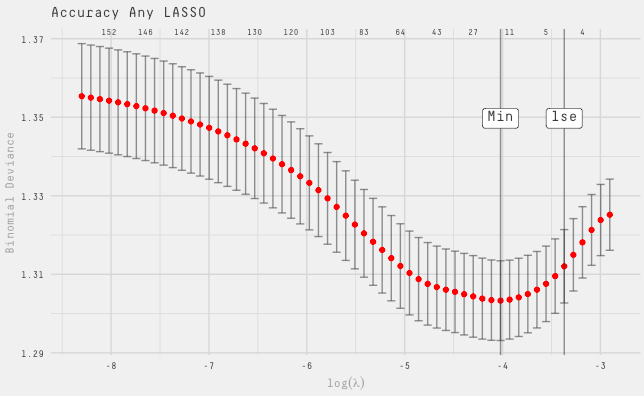 Accuracy Any LASSO
152 146 142 138 130 120 103 83 64 43 27 11 5 4
1.37
1.35
1.33
1.31
1.29
Min
lse
Binomial Deviance
-8 -7 -6 -5 -4 -3
log(λ)